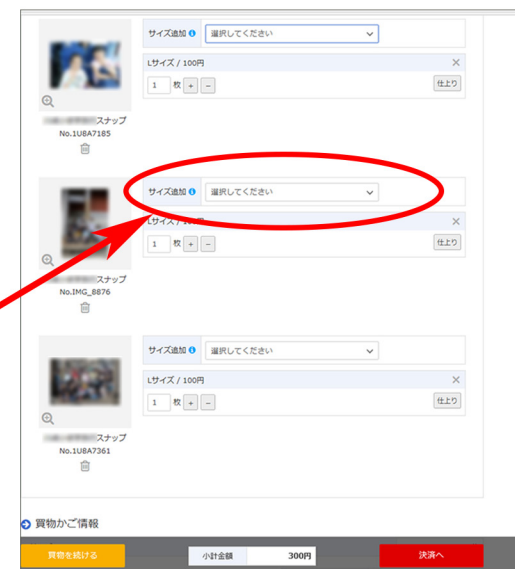 サイズ追加 選択してください
Lサイズ / 100円 ×
1 枚 + − 仕上り
スナップ
No.1U8A7185
サイズ追加 選択してください
Lサイズ / 100円 ×
1 枚 + − 仕上り
スナップ
No.IMG_8876
サイズ追加 選択してください
Lサイズ / 100円 ×
1 枚 + − 仕上り
スナップ
No.1U8A7361
買物かご情報
買物を続ける 小計金額 300円 決済へ